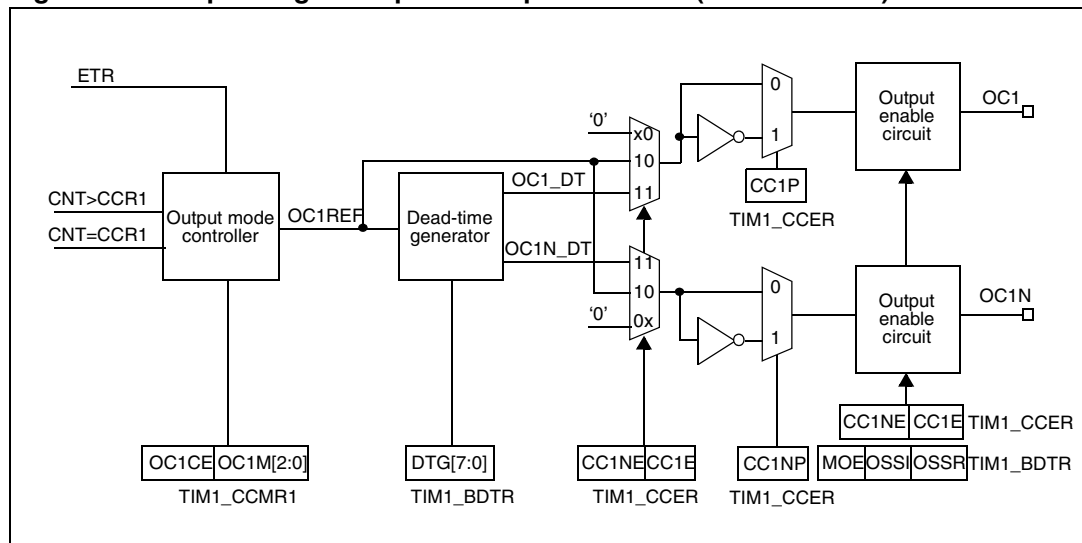 ETR
CNT>CCR1
CNT=CCR1
Output mode
controller
OC1REF
Dead-time
generator
OC1_DT
OC1N_DT
'0'
x0
10
11
11
10
0x
'0'
0
1
CC1P
TIM1_CCER
0
1
Output
enable
circuit
OC1
Output
enable
circuit
OC1N
OC1CE OC1M[2:0]
TIM1_CCMR1
DTG[7:0]
TIM1_BDTR
CC1NE CC1E
TIM1_CCER
CC1NP
TIM1_CCER
CC1NE CC1E TIM1_CCER
MOE OSSI OSSR TIM1_BDTR